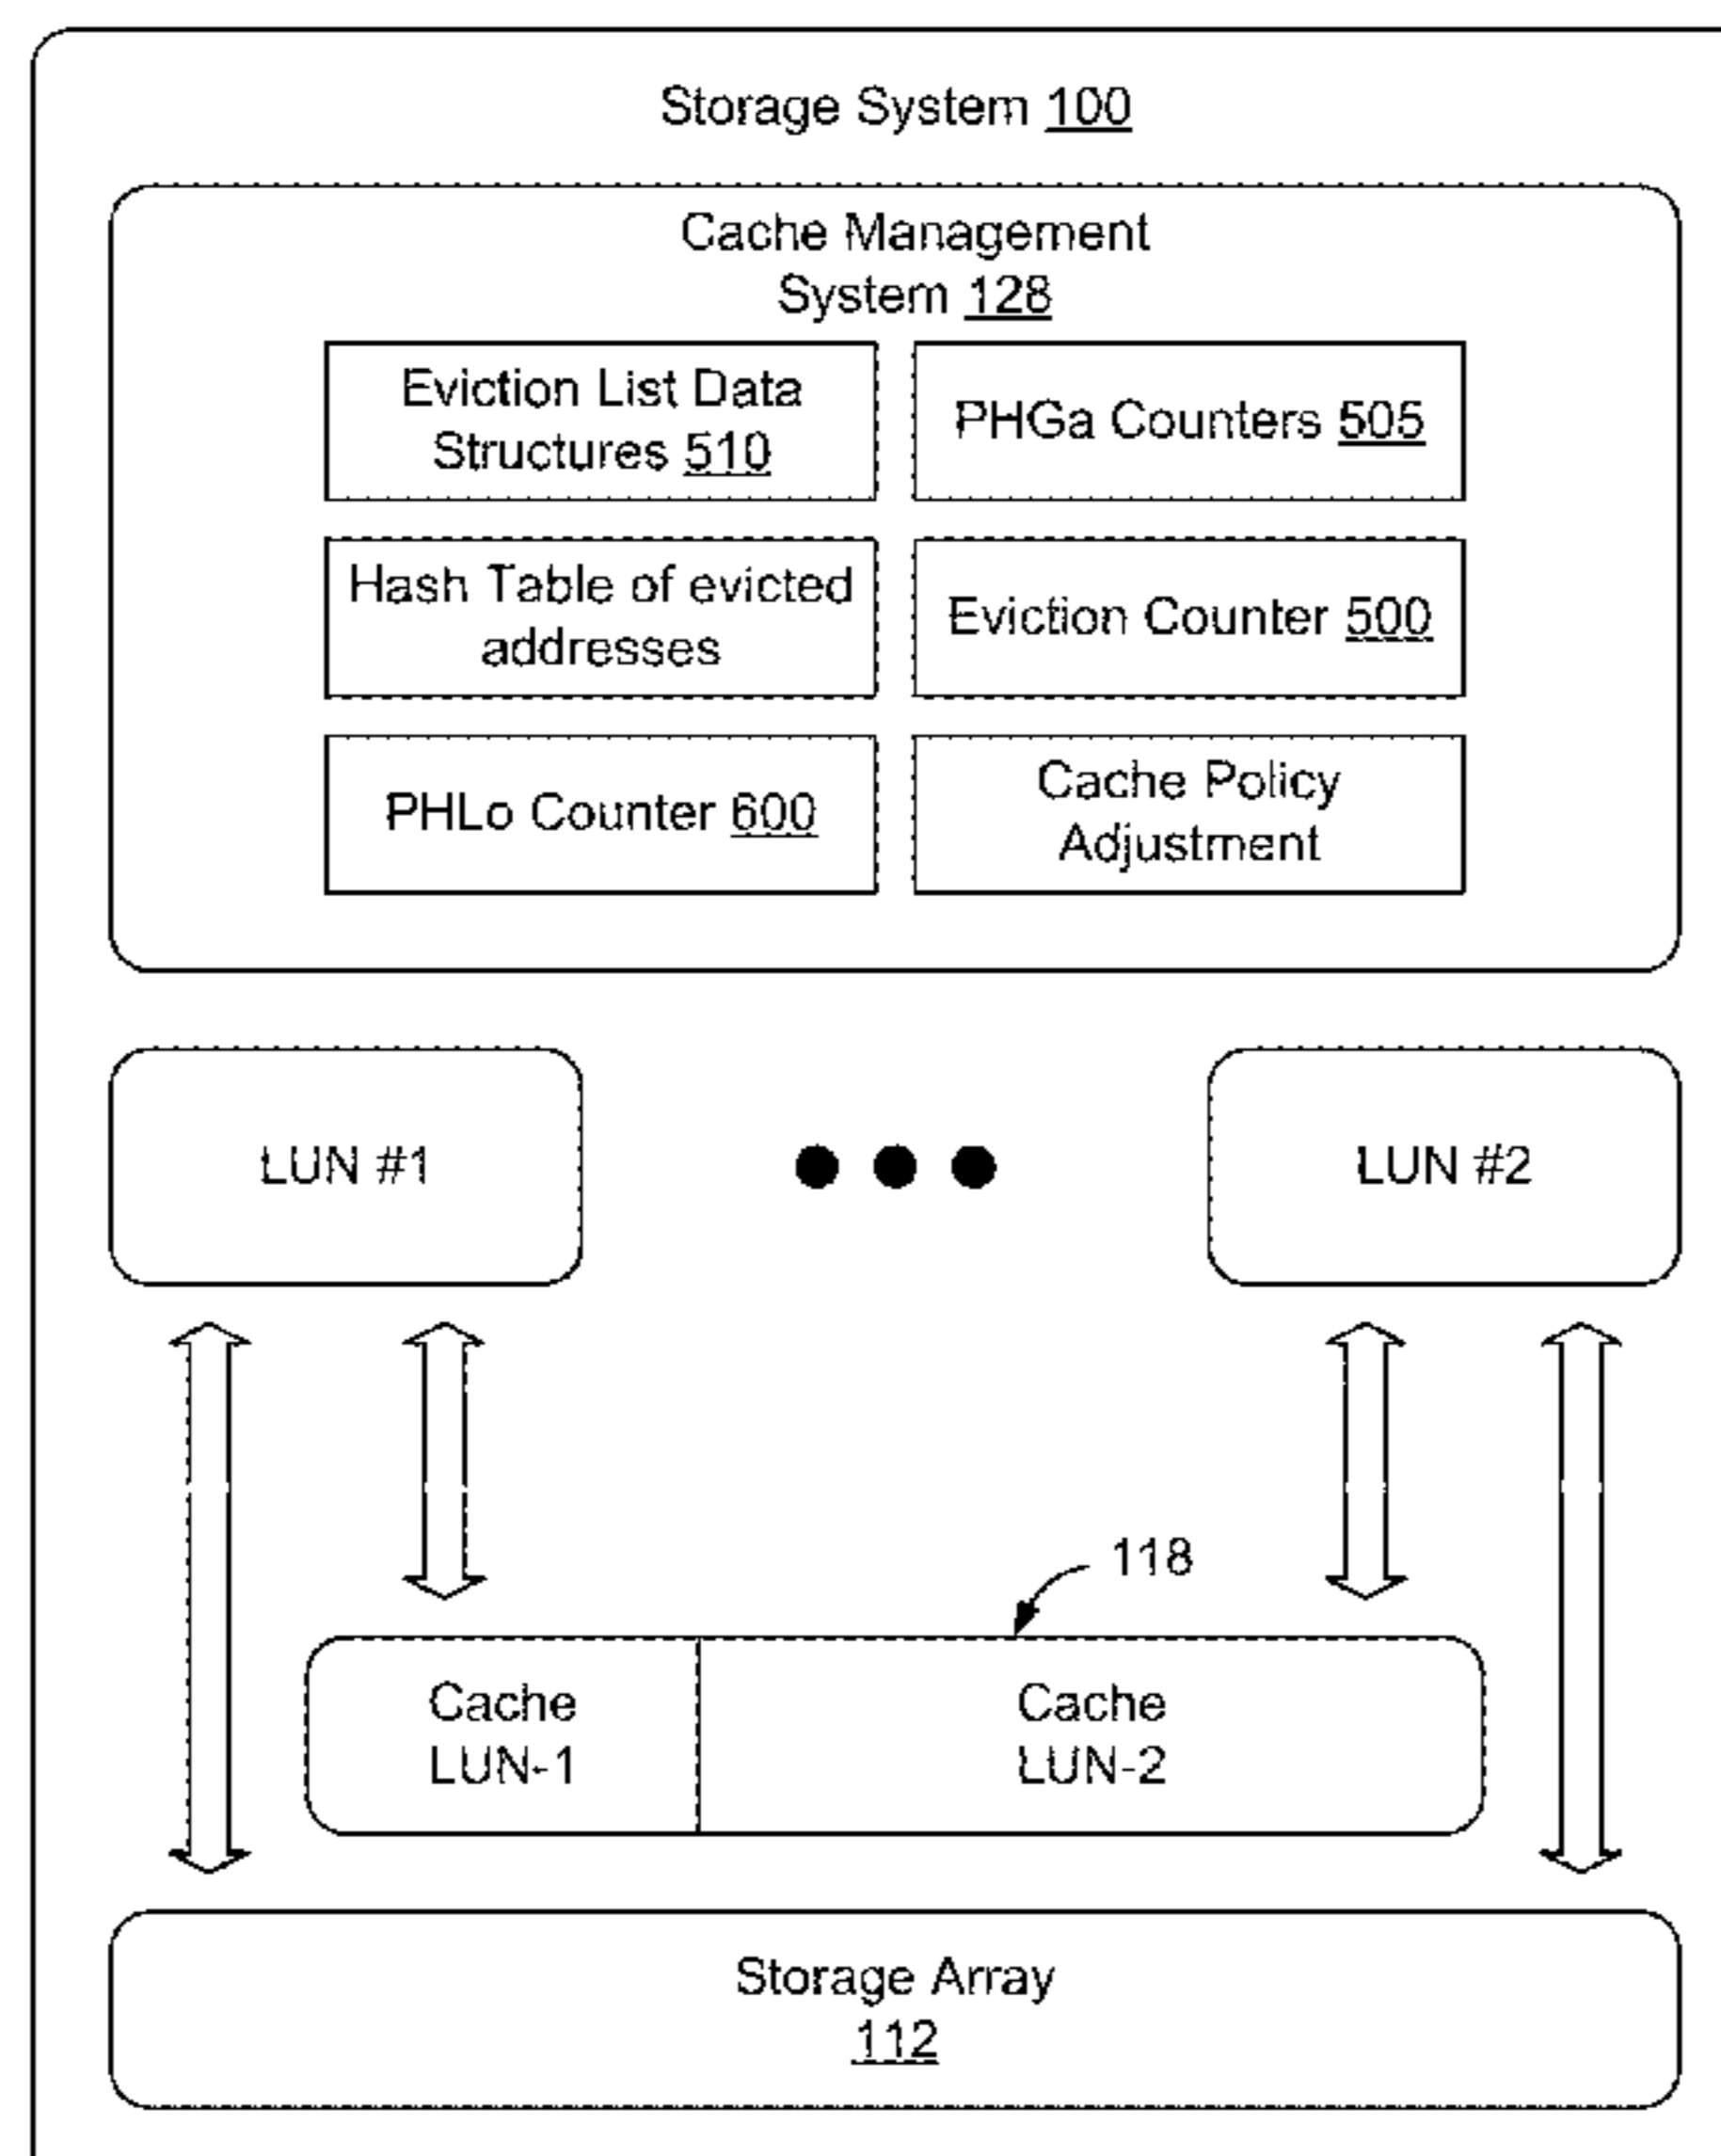 Storage System 100
Cache Management
System 128
Eviction List Data
Structures 510
PHGa Counters 505
Hash Table of evicted
addresses
Eviction Counter 500
PHLo Counter 600
Cache Policy
Adjustment
LUN #1
LUN #2
118
Cache
LUN-1
Cache
LUN-2
Storage Array
112